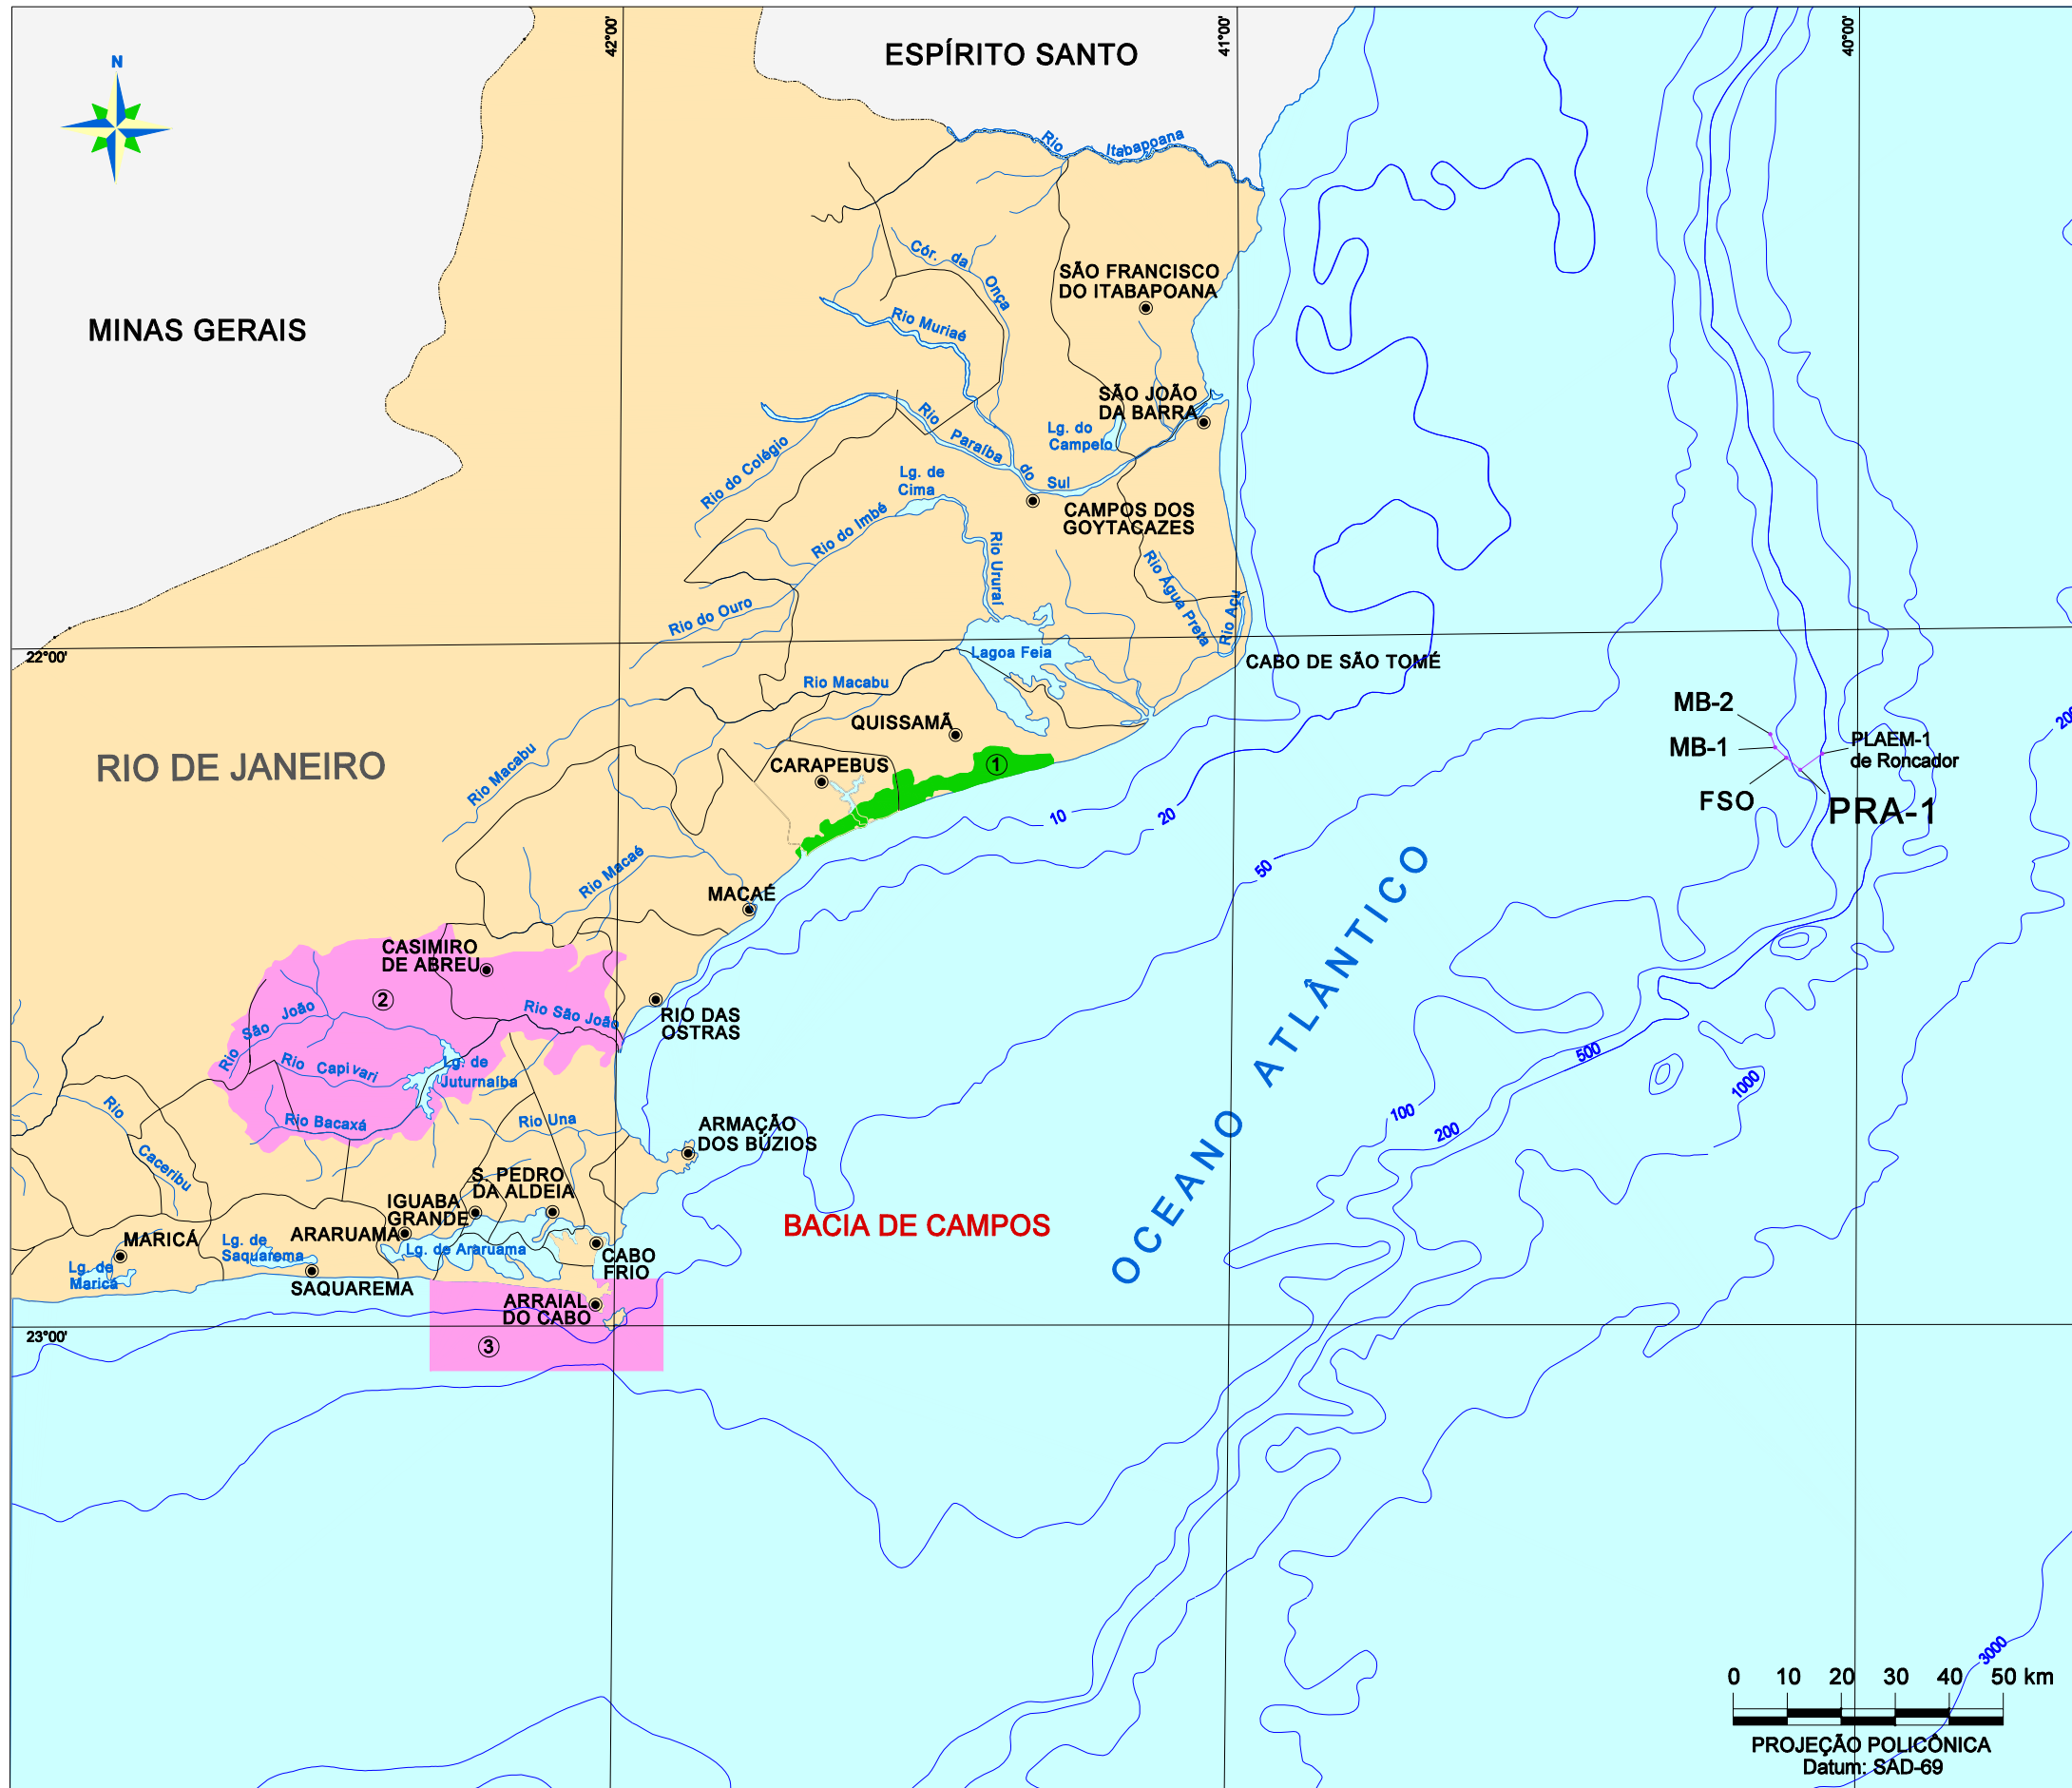 42°00'
41°00'
40°00'
N
ESPÍRITO SANTO
Rio Itabapoana
Cór. da Onça
SÃO FRANCISCO
DO ITABAPOANA
Rio Muriaé
MINAS GERAIS
SÃO JOÃO
DA BARRA
Rio Paraíba do Sul
Lg. do
Campelo
Rio do Colégio
Lg. de
Cima
CAMPOS DOS
GOYTACAZES
Rio do Imbé
Rio Ururaí
Rio Água Preta
Rio Açu
Rio do Ouro
22°00'
Lagoa Feia
CABO DE SÃO TOMÉ
Rio Macabu
MB-2
QUISSAMÃ
200
MB-1
PLAEM-1
de Roncador
RIO DE JANEIRO
CARAPEBUS
1
Rio Macabu
FSO
PRA-1
10
20
50
Rio Macaé
MACAÉ
OCEANO ATLÂNTICO
CASIMIRO
DE ABREU
2
Rio São João
Rio São João
RIO DAS
OSTRAS
Rio Capivari
Lg. de
Juturnaíba
500
1000
100
200
Rio Bacaxá
Rio Una
ARMAÇÃO
DOS BÚZIOS
Rio Caceribu
S. PEDRO
DA ALDEIA
IGUABA
GRANDE
BACIA DE CAMPOS
ARARUAMA
MARICÁ
Lg. de
Saquarema
Lg. de Araruama
CABO
FRIO
Lg. de
Maricá
SAQUAREMA
ARRAIAL
DO CABO
23°00'
3
3000
0 10 20 30 40 50 km
PROJEÇÃO POLICÔNICA
Datum: SAD-69